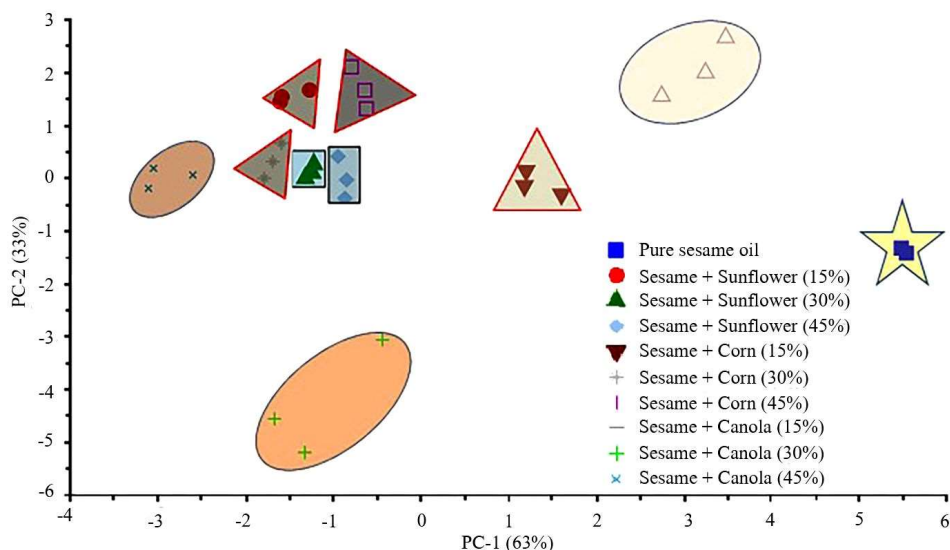 3
2
1
0
-1
-2
-3
-4
-5
-6
PC-2 (33%)
-4 -3 -2 -1 0 1 2 3 4 5 6
PC-1 (63%)
Pure sesame oil
Sesame + Sunflower (15%)
Sesame + Sunflower (30%)
Sesame + Sunflower (45%)
Sesame + Corn (15%)
Sesame + Corn (30%)
Sesame + Corn (45%)
Sesame + Canola (15%)
Sesame + Canola (30%)
Sesame + Canola (45%)